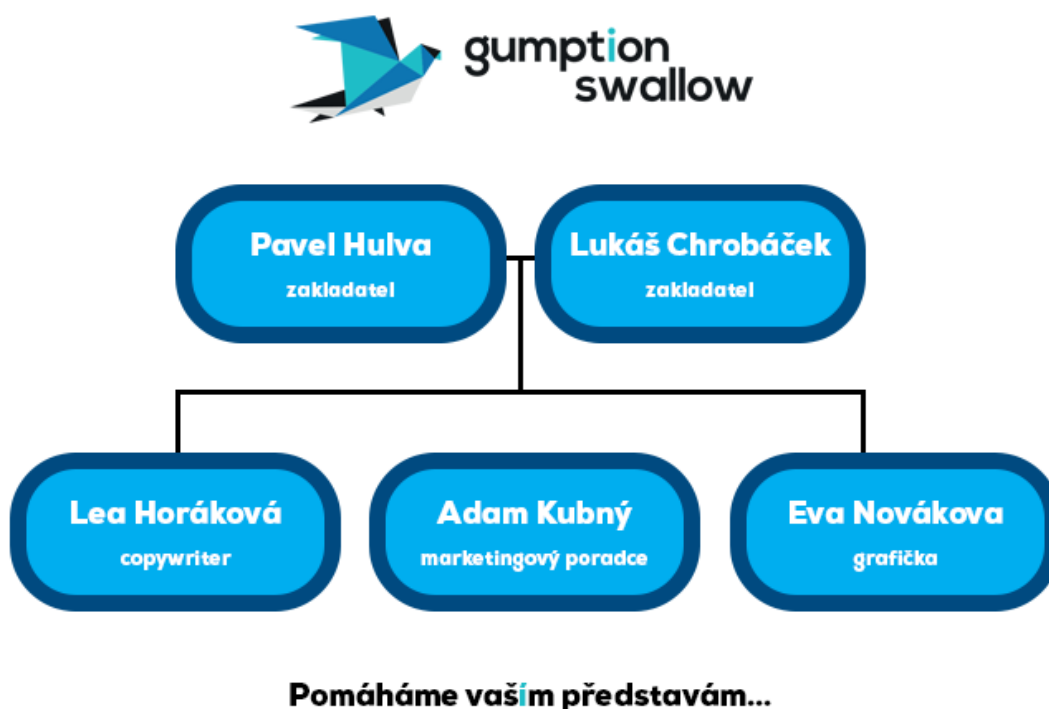 gumption
swallow
Pavel Hulva
zakladatel
Lukáš Chrobáček
zakladatel
Lea Horáková
copywriter
Adam Kubný
marketingový poradce
Eva Novákova
grafička
Pomáháme vaším představám...